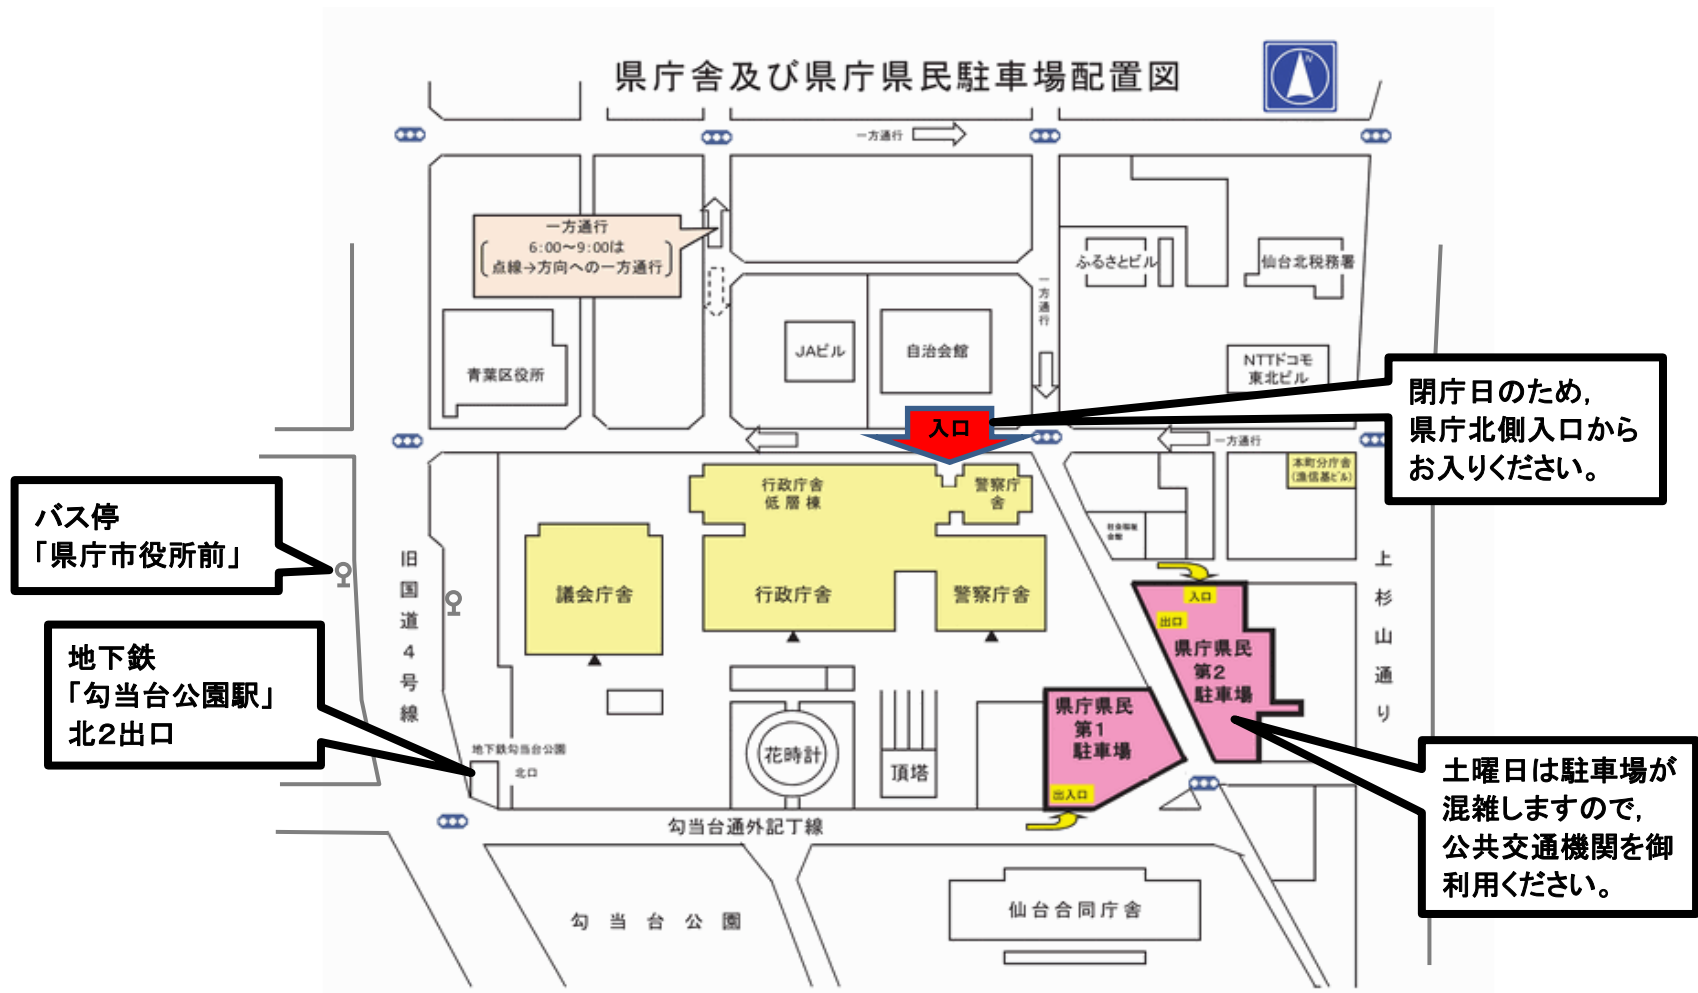 県庁舎及び県庁県民駐車場配置図
N
一方通行
一方通行
6:00～9:00は
点線→方向への一方通行
一方通行
ふるさとビル
仙台北税務署
JAビル
自治会館
青葉区役所
NTTドコモ
東北ビル
閉庁日のため,
県庁北側入口から
お入りください。
入口
一方通行
本町分庁舎
(漁信基ビル)
行政庁舎
低層棟
警察庁
舎
バス停
「県庁市役所前」
社会福祉
会館
旧国道4号線
上杉山通り
議会庁舎
行政庁舎
警察庁舎
入口
出口
県庁県民
第2
駐車場
地下鉄
「勾当台公園駅」
北2出口
県庁県民
第1
駐車場
地下鉄勾当台公園
北口
花時計
頂塔
出入口
土曜日は駐車場が
混雑しますので,
公共交通機関を御
利用ください。
勾当台通外記丁線
勾当台公園
仙台合同庁舎